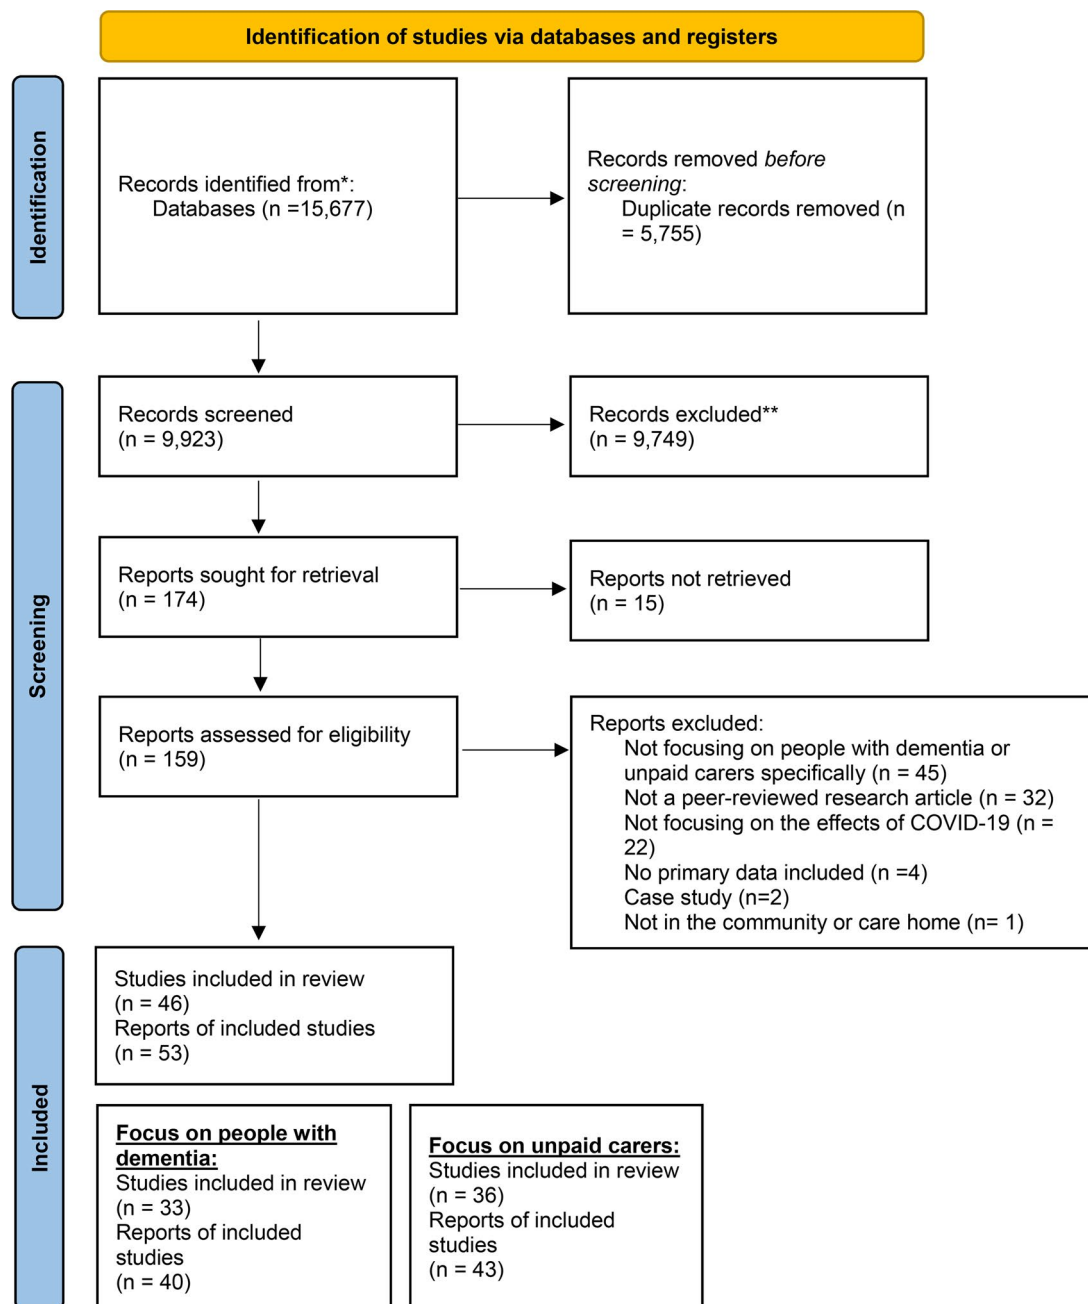 Identification of studies via databases and registers
Identification
Records identified from*:
Databases (n =15,677)
Records removed before
screening:
Duplicate records removed (n
= 5,755)
Screening
Records screened
(n = 9,923)
Records excluded**
(n = 9,749)
Reports sought for retrieval
(n = 174)
Reports not retrieved
(n = 15)
Reports assessed for eligibility
(n = 159)
Reports excluded:
Not focusing on people with dementia or
unpaid carers specifically (n = 45)
Not a peer-reviewed research article (n = 32)
Not focusing on the effects of COVID-19 (n =
22)
No primary data included (n =4)
Case study (n=2)
Not in the community or care home (n= 1)
Included
Studies included in review
(n = 46)
Reports of included studies
(n = 53)
Focus on people with
dementia:
Studies included in review
(n = 33)
Reports of included
studies
(n = 40)
Focus on unpaid carers:
Studies included in review
(n = 36)
Reports of included
studies
(n = 43)